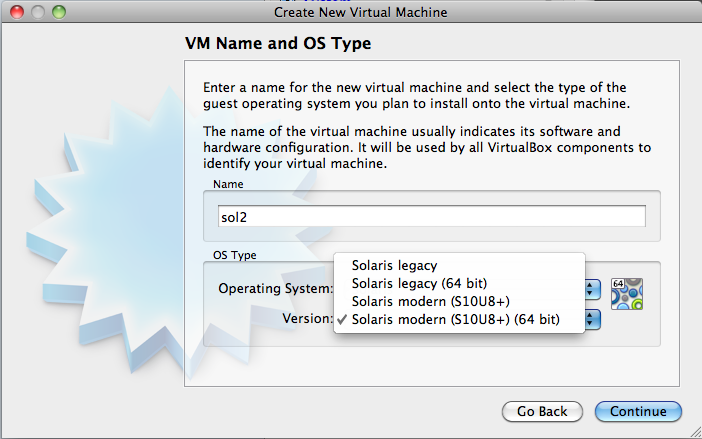 Create New Virtual Machine
VM Name and OS Type
Enter a name for the new virtual machine and select the type of the
guest operating system you plan to install onto the virtual machine.
The name of the virtual machine usually indicates its software and
hardware configuration. It will be used by all VirtualBox components to
identify your virtual machine.
Name
sol2
OS Type
Solaris legacy
Operating System:
Solaris legacy (64 bit)
64
Solaris modern (S10U8+)
Version:
✓ Solaris modern (S10U8+) (64 bit)
Go Back
Continue